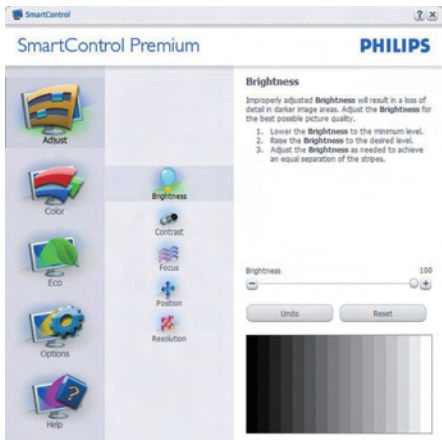 SmartControl
SmartControl Premium
PHILIPS
Adjust
Color
Eco
Options
Help
Brightness
Contrast
Focus
Position
Resolution
Brightness
Improperly adjusted Brightness will result in a loss of
detail in darker image areas. Adjust the Brightness for
the best possible picture quality.
1. Lower the Brightness to the minimum level.
2. Raise the Brightness to the desired level.
3. Adjust the Brightness as needed to achieve
an equal separation of the stripes.
Brightness 100
Undo Reset